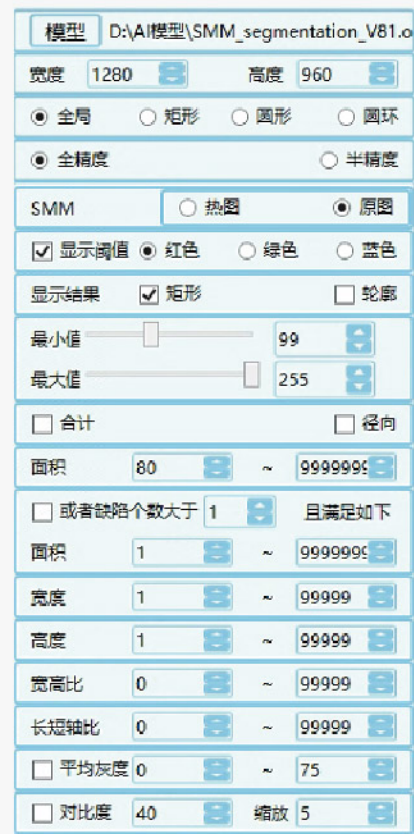 模型 D:\AI模型\SMM_segmentation_V81.o
宽度 1280 高度 960
全局 矩形 圆形 圆环
全精度 半精度
SMM 热图 原图
显示阈值 红色 绿色 蓝色
显示结果 矩形 轮廓
最小值 99
最大值 255
合计 径向
面积 80 ~ 9999999
或者缺陷个数大于 1 且满足如下
面积 1 ~ 9999999
宽度 1 ~ 99999
高度 1 ~ 99999
宽高比 0 ~ 99999
长短轴比 0 ~ 99999
平均灰度 0 ~ 75
对比度 40 缩放 5